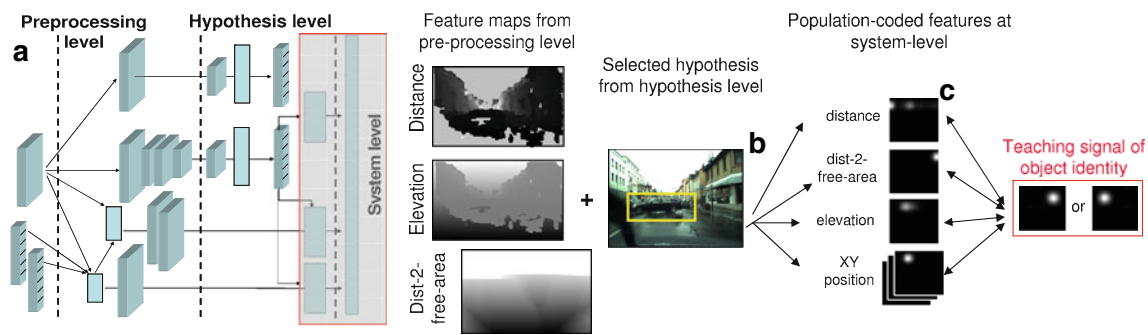 Preprocessing
level
Hypothesis level
a
System level
Feature maps from
pre-processing level
Distance
Elevation
Dist-2-
free-area
+
Selected hypothesis
from hypothesis level
b
Population-coded features at
system-level
c
distance
dist-2-
free-area
elevation
XY
position
Teaching signal of
object identity
or